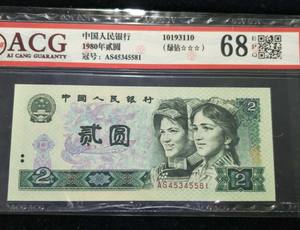 ACG
AI CANG GUARANTY
中国人民银行
1980年贰圆
冠号: AS45345581
10193110
(绿钻☆☆☆)
68 EPQ
中国人民银行
2
贰圆
AS45345581
2
2